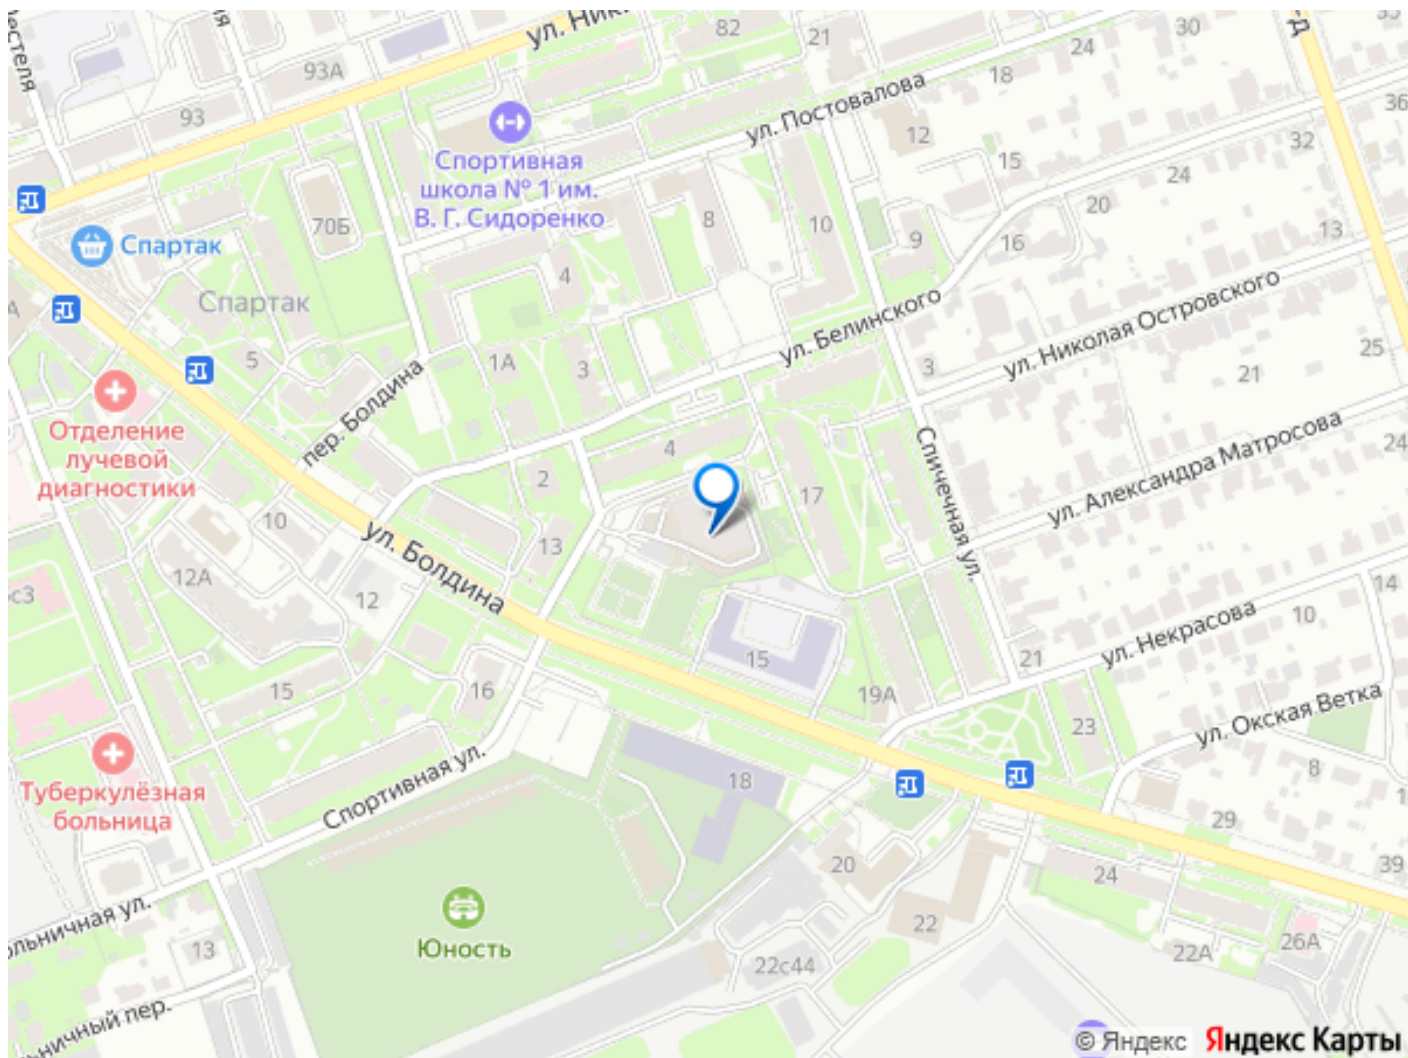 ул. Ник
82
21
24
30
93А
18
36
93
ул. Постовалова
12
32
15
Спортивная
школа № 1 им.
В. Г. Сидоренко
24
20
70Б
8
10
9
16
13
Спартак
4
Спартак
ул. Белинского
ул. Николая Островского
25
5
1А
3
3
21
пер. Болдина
Отделение
лучевой
диагностики
4
24
ул. Александра Матросова
Спичечная ул.
2
17
10
13
ул. Болдина
12А
12
14
с3
10
ул. Некрасова
15
21
15
16
19А
23
ул. Окская Ветка
18
8
Туберкулёзная
больница
Спортивная ул.
29
20
39
24
22
Юность
13
26А
22А
22с44
© Яндекс
Яндекс Карты